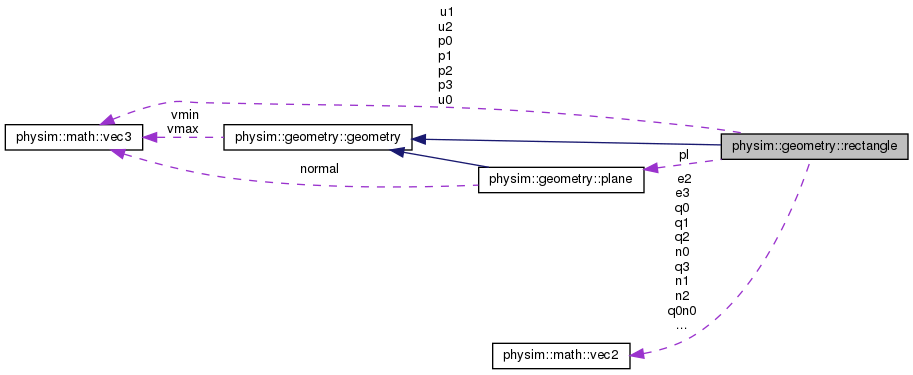 u1
u2
p0
p1
p2
p3
u0
vmin
vmax
physim::math::vec3
physim::geometry::geometry
physim::geometry::rectangle
pl
normal
physim::geometry::plane
e2
e3
q0
q1
q2
n0
q3
n1
n2
q0n0
...
physim::math::vec2